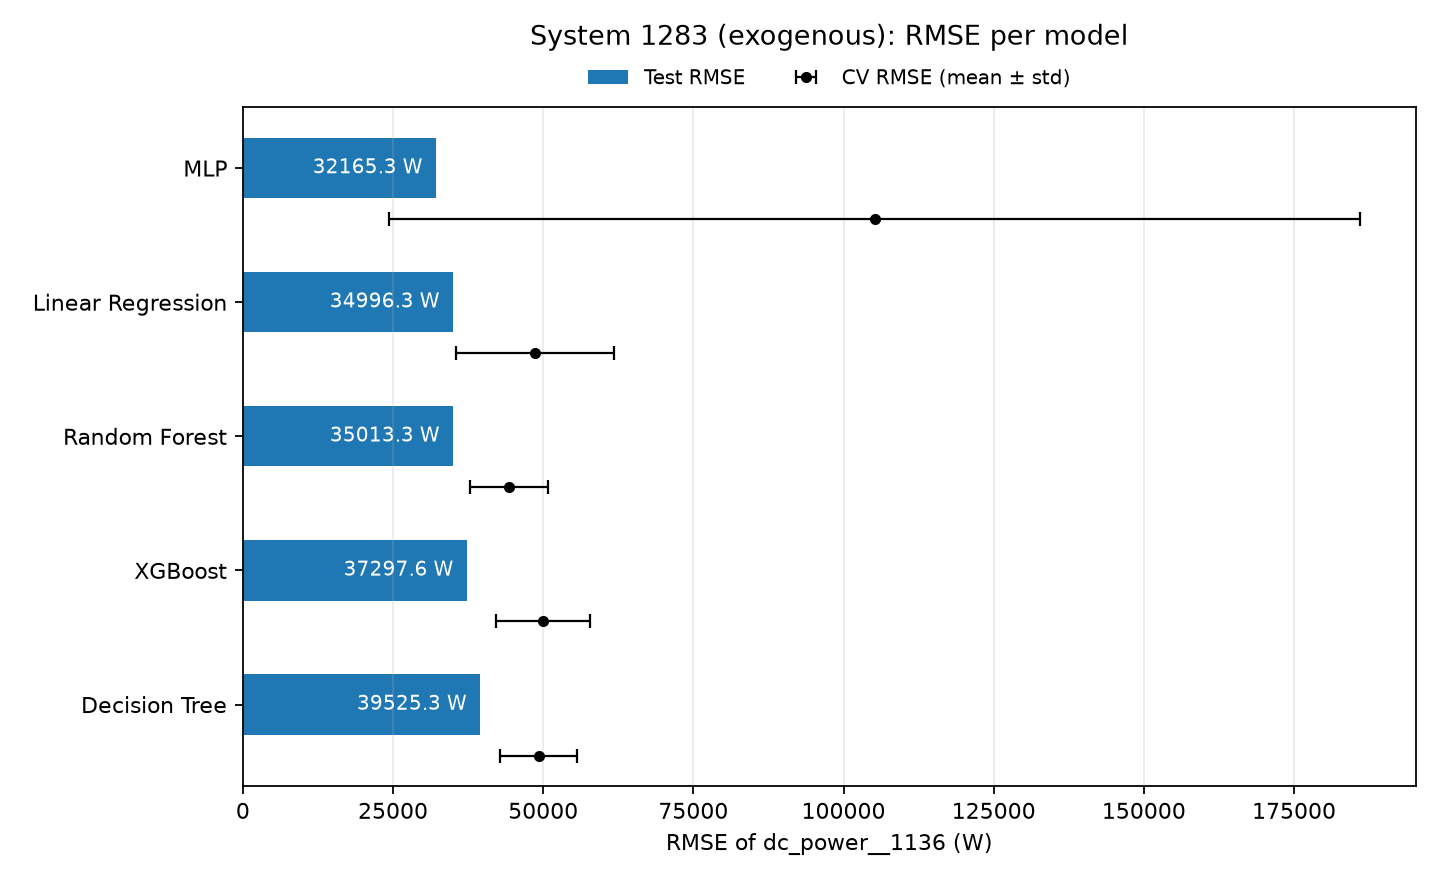 System 1283 (exogenous): RMSE per model
Test RMSE CV RMSE (mean ± std)
MLP 32165.3 W
Linear Regression 34996.3 W
Random Forest 35013.3 W
XGBoost 37297.6 W
Decision Tree 39525.3 W
0 25000 50000 75000 100000 125000 150000 175000
RMSE of dc_power__1136 (W)